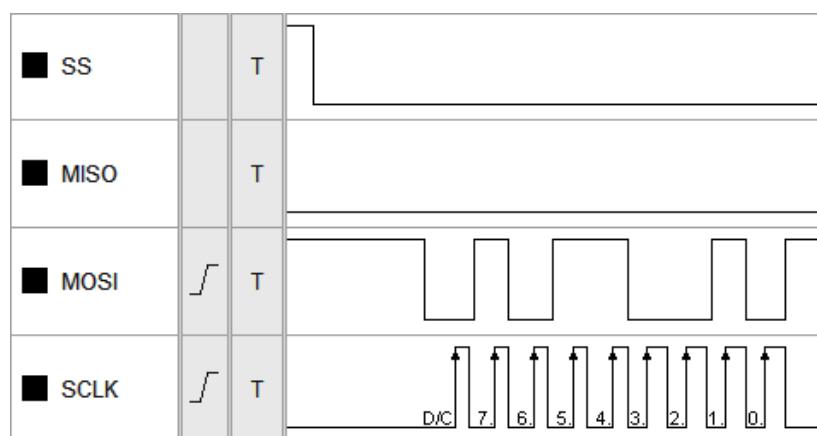 SS T
MISO T
MOSI T
SCLK T
D/C 7. 6. 5. 4. 3. 2. 1. 0.